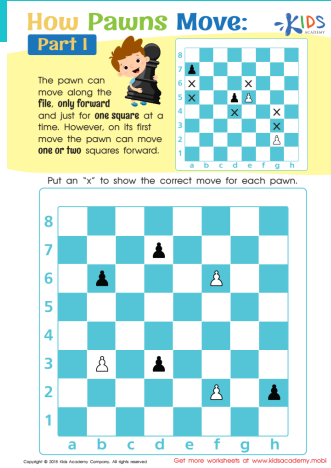 How Pawns Move:
Part 1
KIDS
ACADEMY
The pawn can
move along the
file, only forward
and just for one square at a
time. However, on its first
move the pawn can move
one or two squares forward.
8
7
6
5
4
3
2
1
a b c d e f g h
Put an "x" to show the correct move for each pawn.
8
7
6
5
4
3
2
1
a b c d e f g h
Copyright © 2018 Kids Academy Company. All rights reserved.
Get more worksheets at www.kidsacademy.mobi